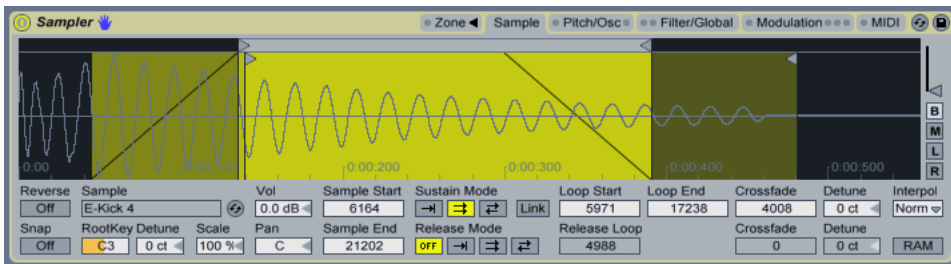 Sampler Zone Sample Pitch/Osc Filter/Global Modulation MIDI
0:00 0:00:200 0:00:300 0:00:400 0:00:500
B
M
L
R
Reverse Sample Vol Sample Start Sustain Mode Loop Start Loop End Crossfade Detune Interpol
Off E-Kick 4 0.0 dB 6164 Link 5971 17238 4008 0 ct Norm
Snap RootKey Detune Scale Pan Sample End Release Mode Release Loop Crossfade Detune
Off C3 0 ct 100 % C 21202 OFF 4988 0 0 ct RAM